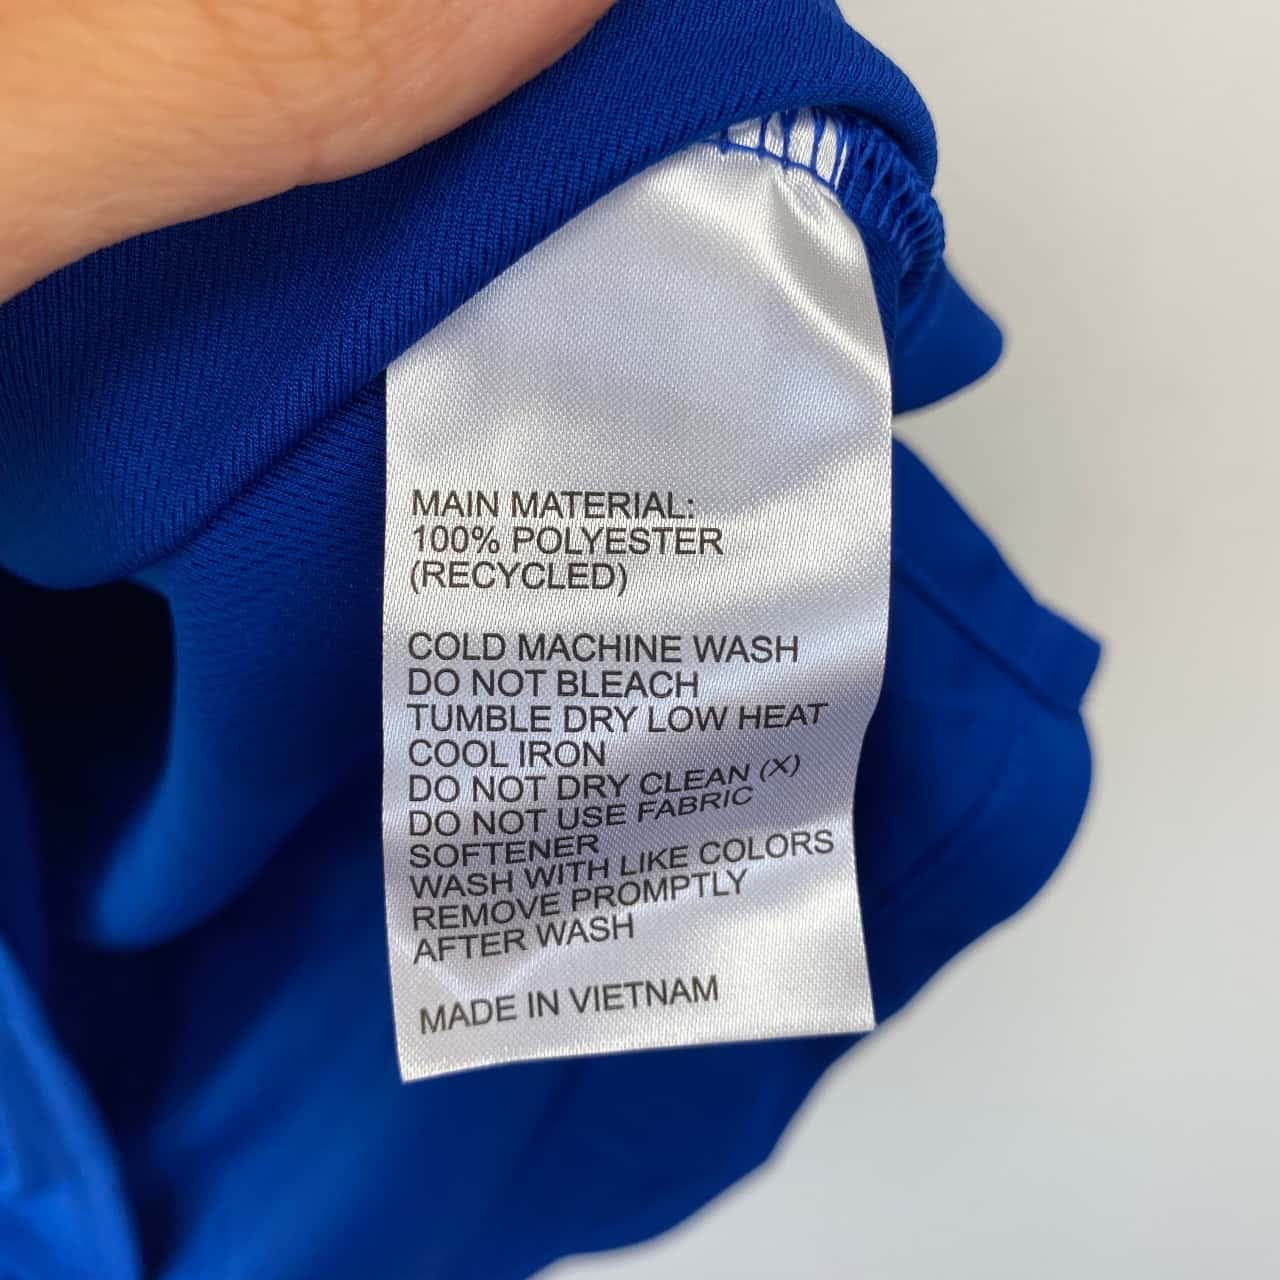 MAIN MATERIAL:
100% POLYESTER
(RECYCLED)
COLD MACHINE WASH
DO NOT BLEACH
TUMBLE DRY LOW HEAT
COOL IRON
DO NOT DRY CLEAN (X)
DO NOT USE FABRIC
SOFTENER
WASH WITH LIKE COLORS
REMOVE PROMPTLY
AFTER WASH
MADE IN VIETNAM